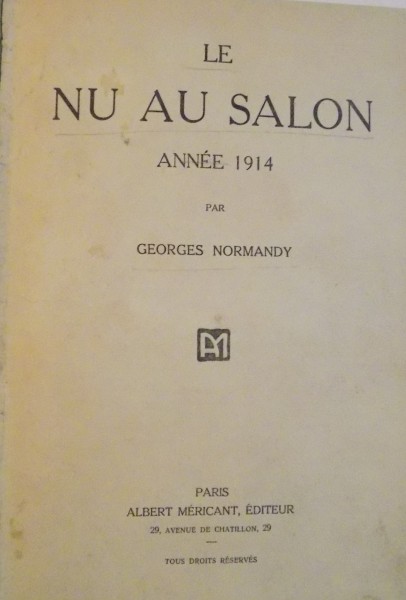 LE
NU AU SALON
ANNÉE 1914
PAR
GEORGES NORMANDY
AM
PARIS
ALBERT MÉRICANT, ÉDITEUR
29, AVENUE DE CHATILLON, 29
TOUS DROITS RÉSERVÉS